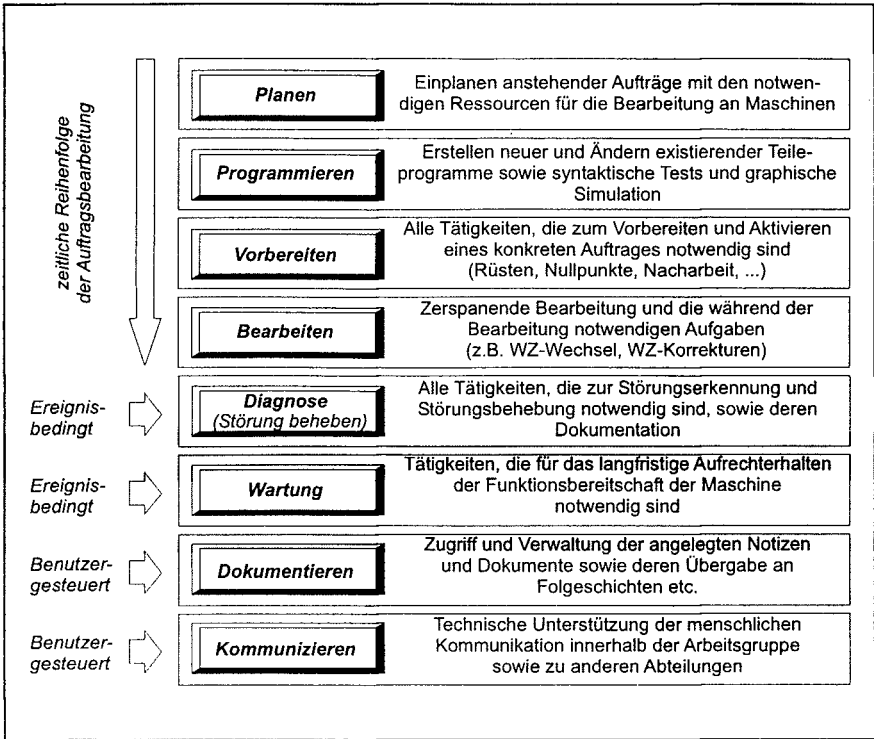 zeitliche Reihenfolge
der Auftragsbearbeitung
Planen
Einplanen anstehender Aufträge mit den notwen-
digen Ressourcen für die Bearbeitung an Maschinen
Programmieren
Erstellen neuer und Ändern existierender Teile-
programme sowie syntaktische Tests und graphische
Simulation
Vorbereiten
Alle Tätigkeiten, die zum Vorbereiten und Aktivieren
eines konkreten Auftrages notwendig sind
(Rüsten, Nullpunkte, Nacharbeit, ...)
Bearbeiten
Zerspanende Bearbeitung und die während der
Bearbeitung notwendigen Aufgaben
(z.B. WZ-Wechsel, WZ-Korrekturen)
Ereignis-
bedingt
Diagnose
(Störung beheben)
Alle Tätigkeiten, die zur Störungserkennung und
Störungsbehebung notwendig sind, sowie deren
Dokumentation
Ereignis-
bedingt
Wartung
Tätigkeiten, die für das langfristige Aufrechterhalten
der Funktionsbereitschaft der Maschine
notwendig sind
Benutzer-
gesteuert
Dokumentieren
Zugriff und Verwaltung der angelegten Notizen
und Dokumente sowie deren Übergabe an
Folgeschichten etc.
Benutzer-
gesteuert
Kommunizieren
Technische Unterstützung der menschlichen
Kommunikation innerhalb der Arbeitsgruppe
sowie zu anderen Abteilungen